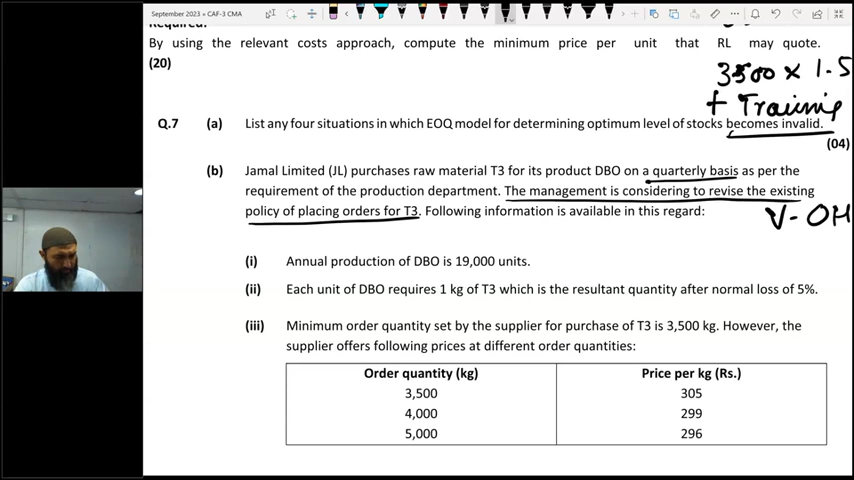 September 2023 » CAF-3 CMA
Required:
By using the relevant costs approach, compute the minimum price per unit that RL may quote.
(20)
3500 x 1.5
+ Training
Q.7 (a) List any four situations in which EOQ model for determining optimum level of stocks becomes invalid.
(04)
(b) Jamal Limited (JL) purchases raw material T3 for its product DBO on a quarterly basis as per the
requirement of the production department. The management is considering to revise the existing
policy of placing orders for T3. Following information is available in this regard:
V-OH
(i) Annual production of DBO is 19,000 units.
(ii) Each unit of DBO requires 1 kg of T3 which is the resultant quantity after normal loss of 5%.
(iii) Minimum order quantity set by the supplier for purchase of T3 is 3,500 kg. However, the
supplier offers following prices at different order quantities:
Order quantity (kg) Price per kg (Rs.)
3,500 305
4,000 299
5,000 296